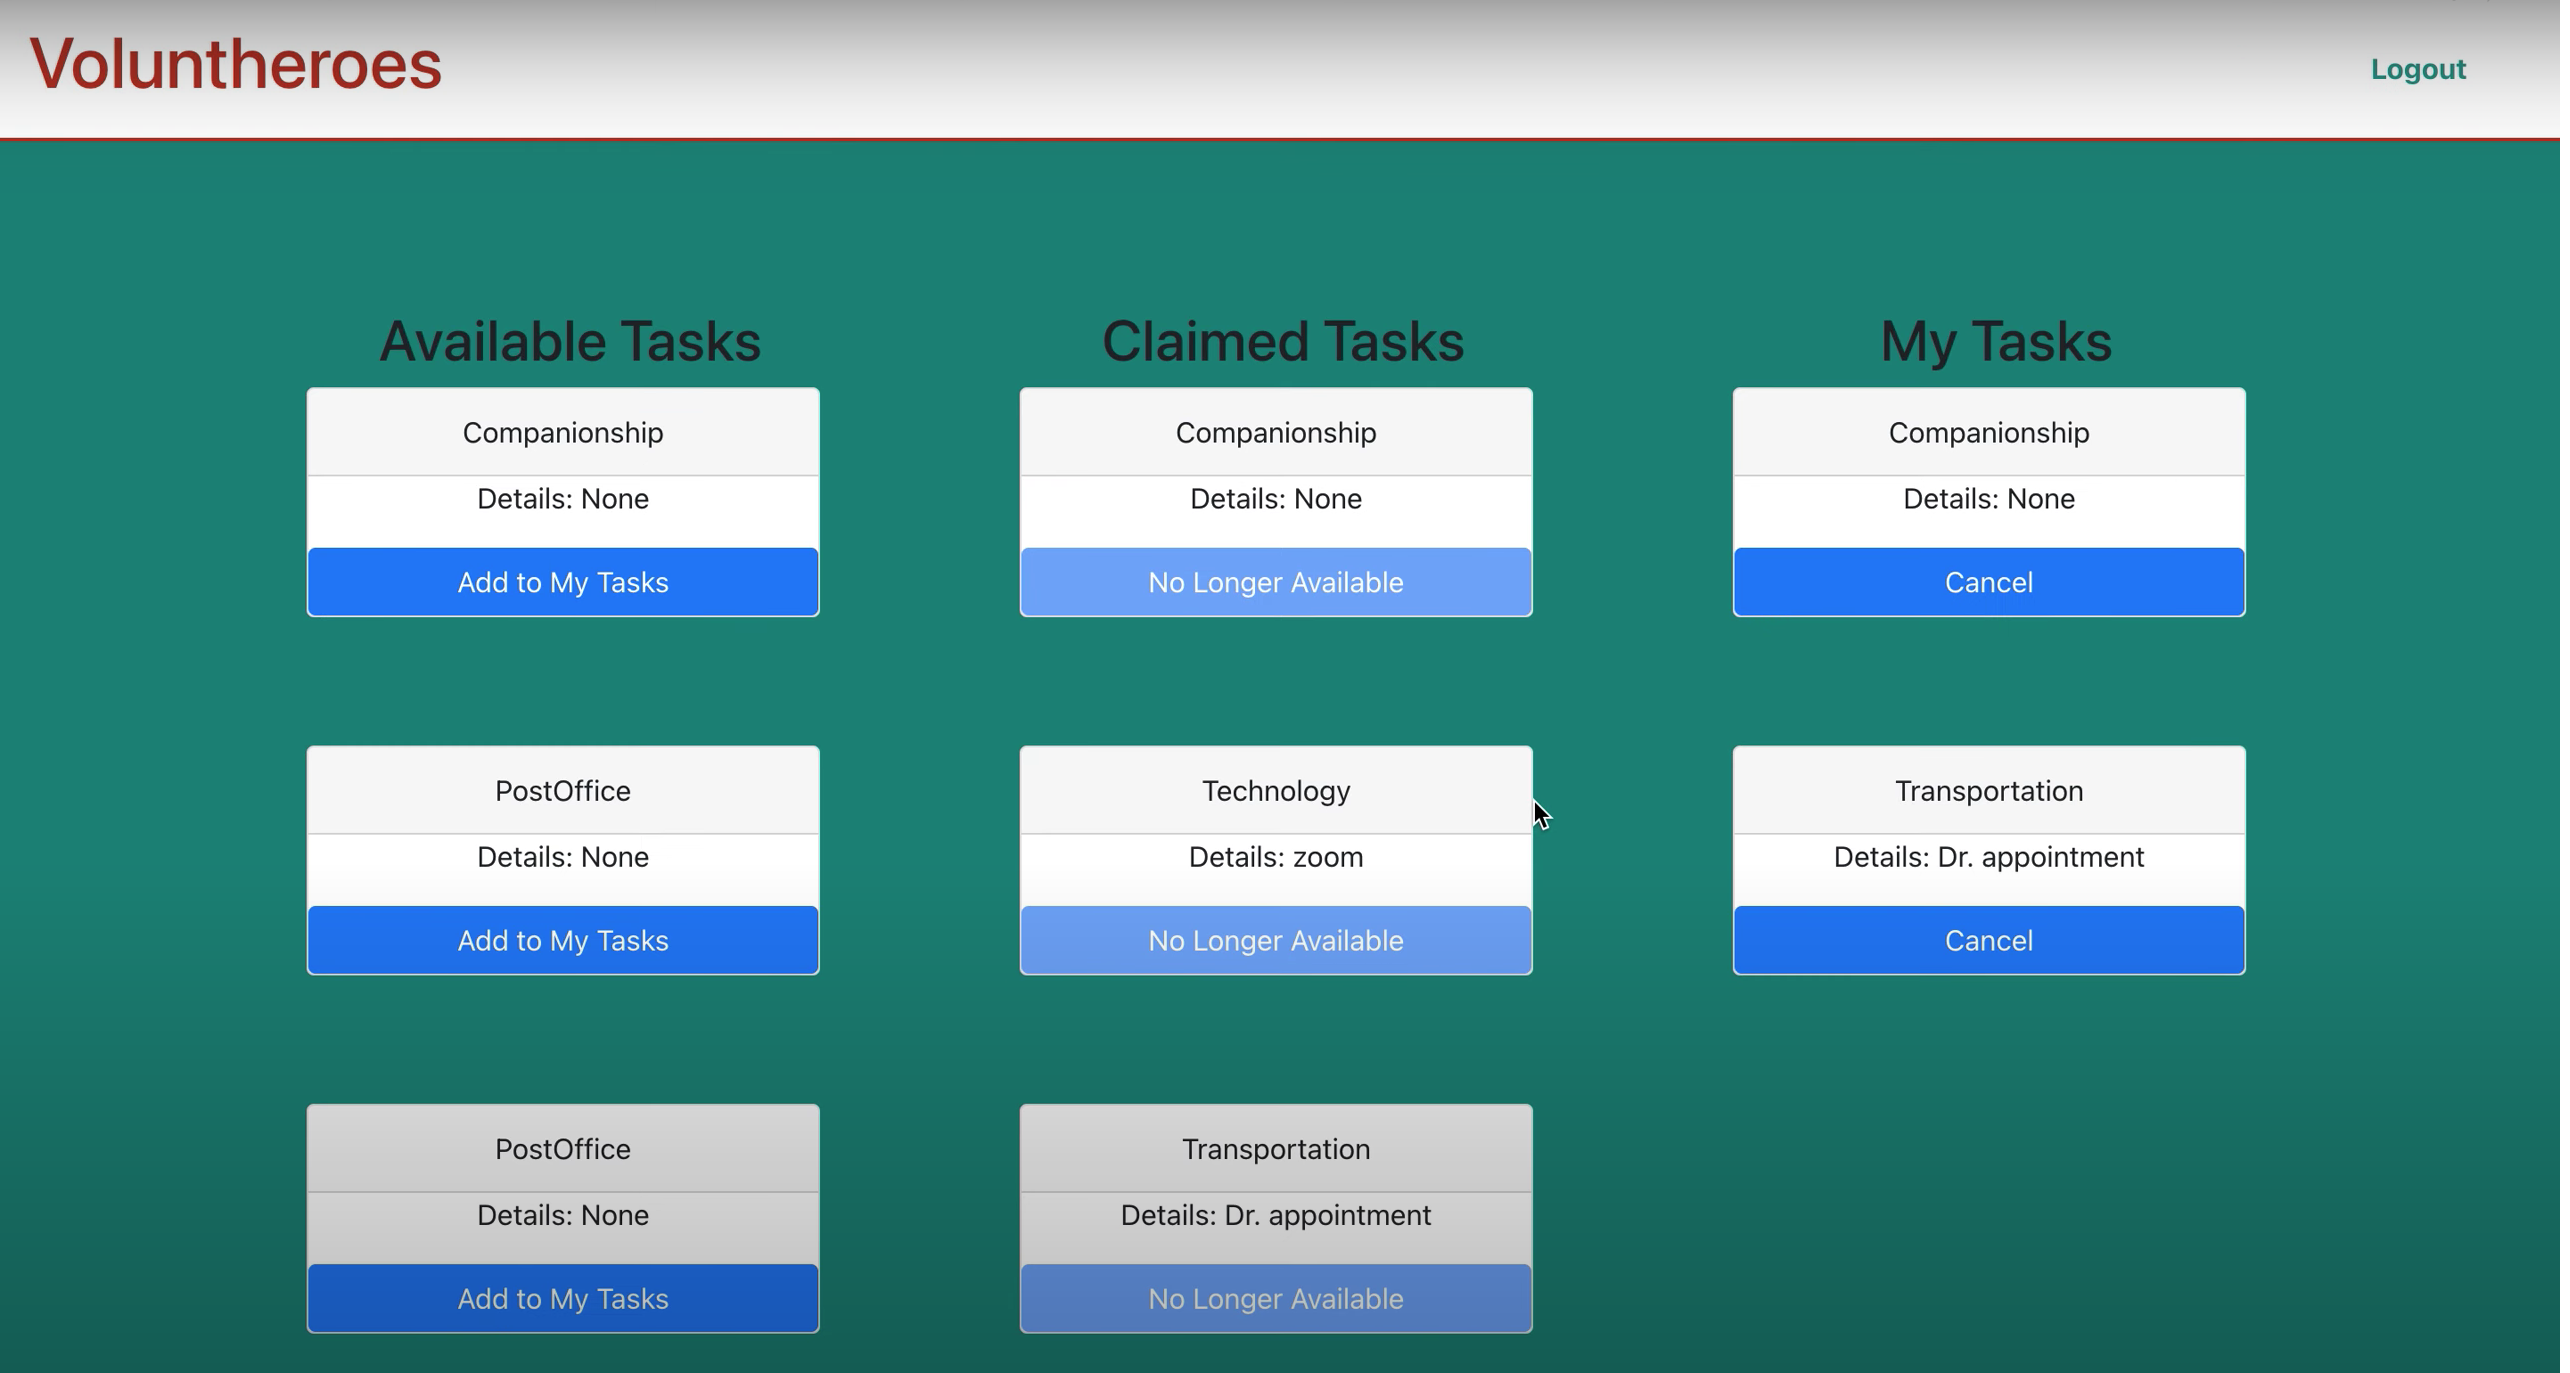 Voluntheroes
Logout
Available Tasks
Companionship
Details: None
Add to My Tasks
PostOffice
Details: None
Add to My Tasks
PostOffice
Details: None
Add to My Tasks
Claimed Tasks
Companionship
Details: None
No Longer Available
Technology
Details: zoom
No Longer Available
Transportation
Details: Dr. appointment
No Longer Available
My Tasks
Companionship
Details: None
Cancel
Transportation
Details: Dr. appointment
Cancel